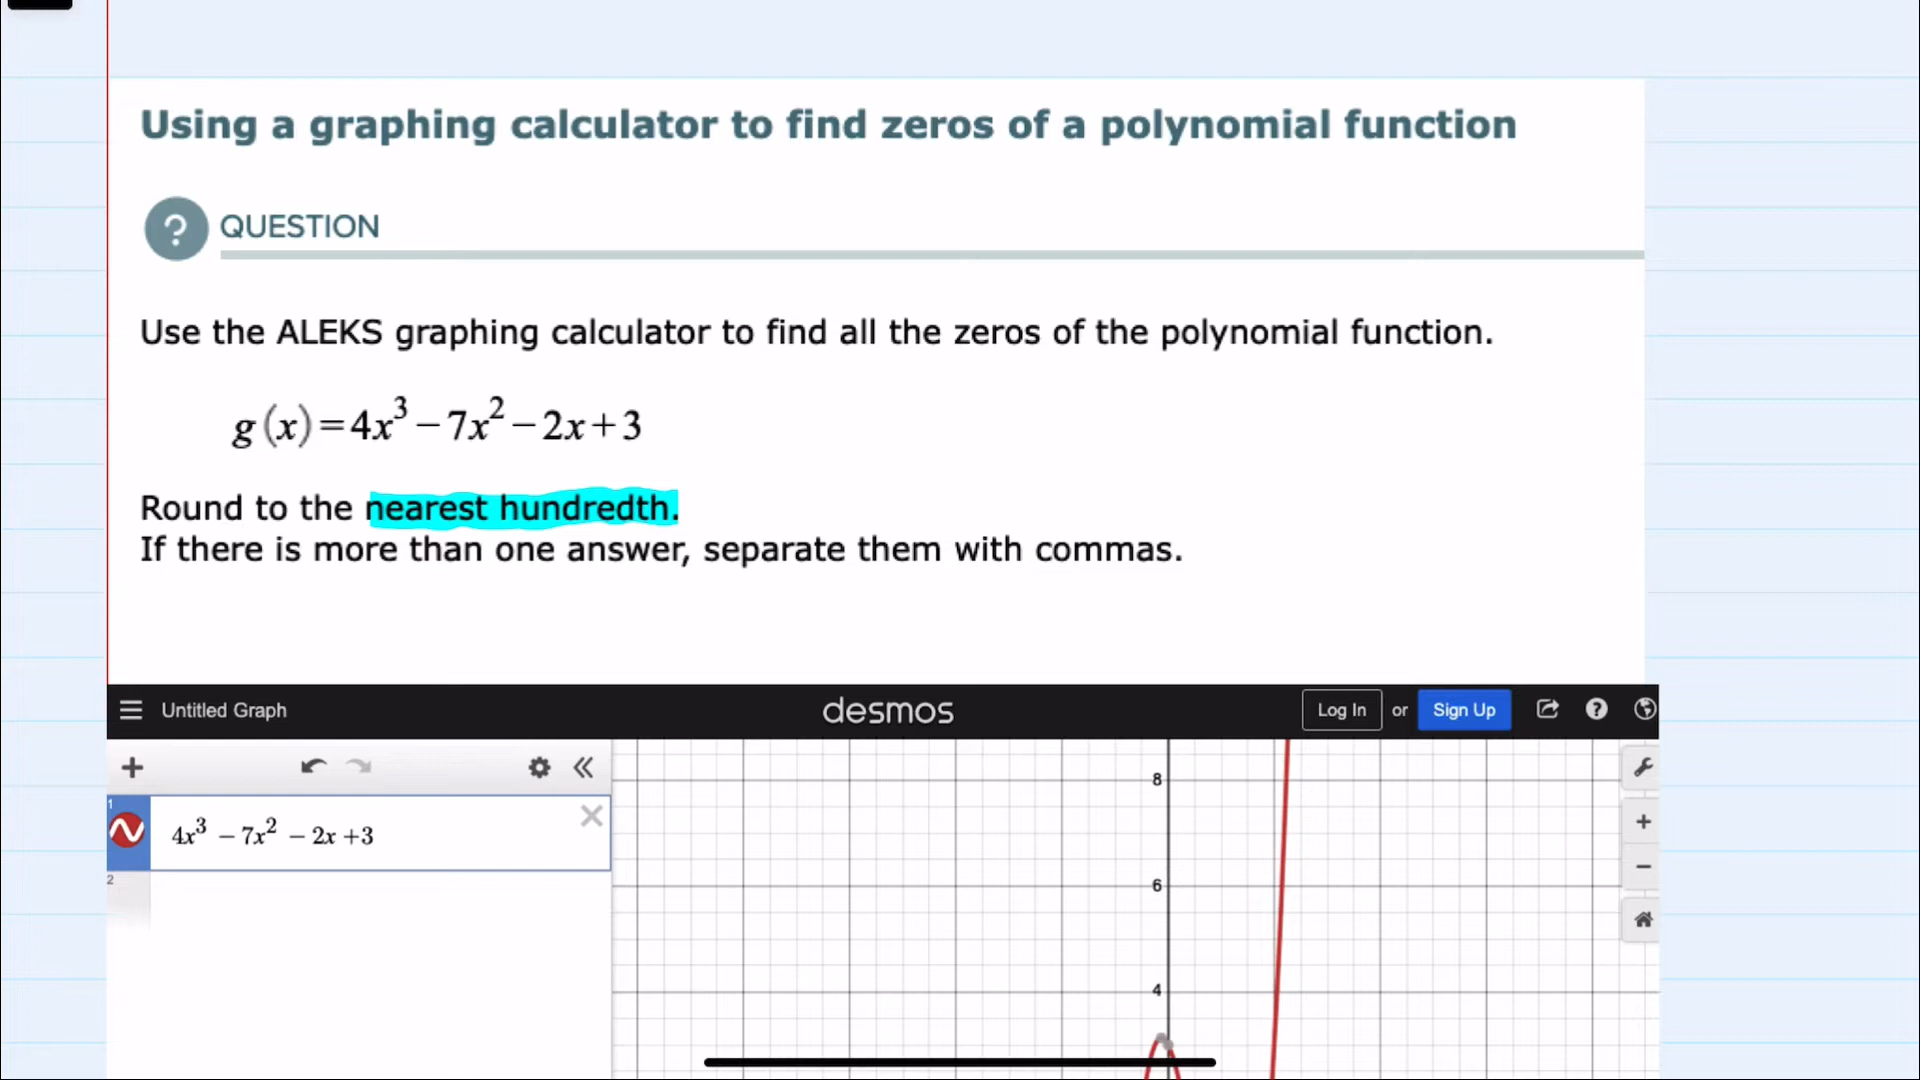 Using a graphing calculator to find zeros of a polynomial function
? QUESTION
Use the ALEKS graphing calculator to find all the zeros of the polynomial function.
g(x)=4x³−7x²−2x+3
Round to the nearest hundredth.
If there is more than one answer, separate them with commas.
Untitled Graph
desmos
Log In or Sign Up ?
1
4x³ − 7x² − 2x +3
2
8
6
4